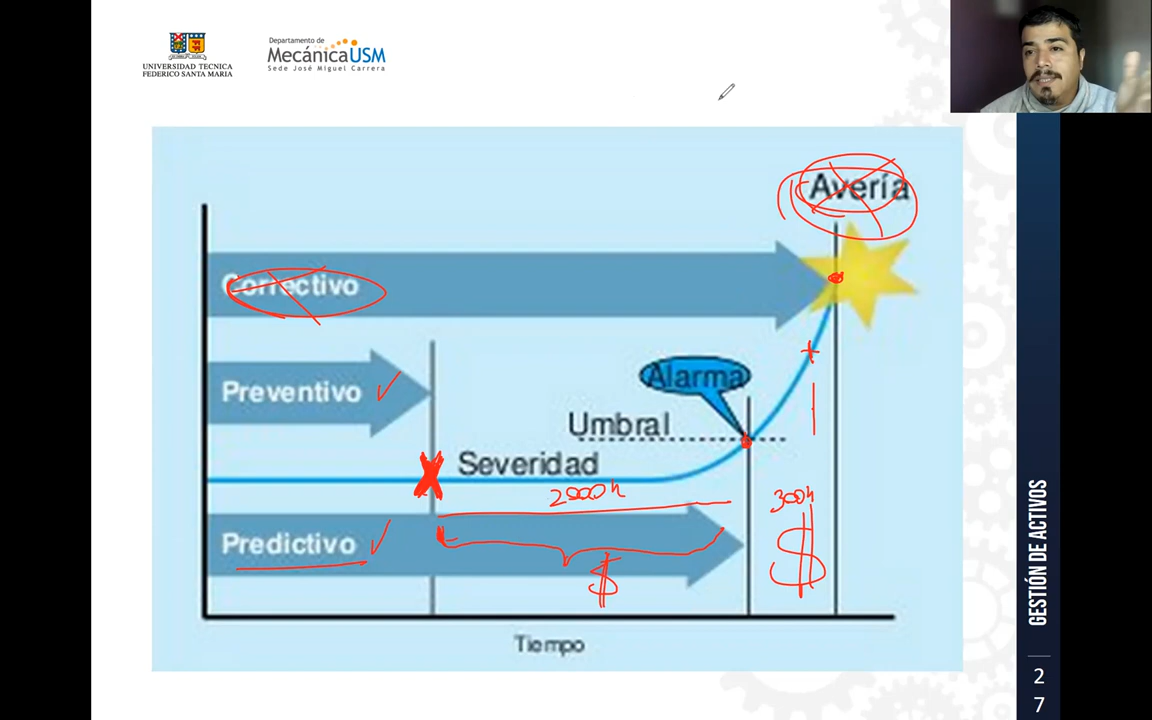 UNIVERSIDAD TECNICA
FEDERICO SANTA MARIA
Departamento de
MecánicaUSM
Sede José Miguel Carrera
Avería
Correctivo
Preventivo
Alarma
Umbral
Severidad
2000h
300h
Predictivo
$
$
Tiempo
GESTIÓN DE ACTIVOS
2
7